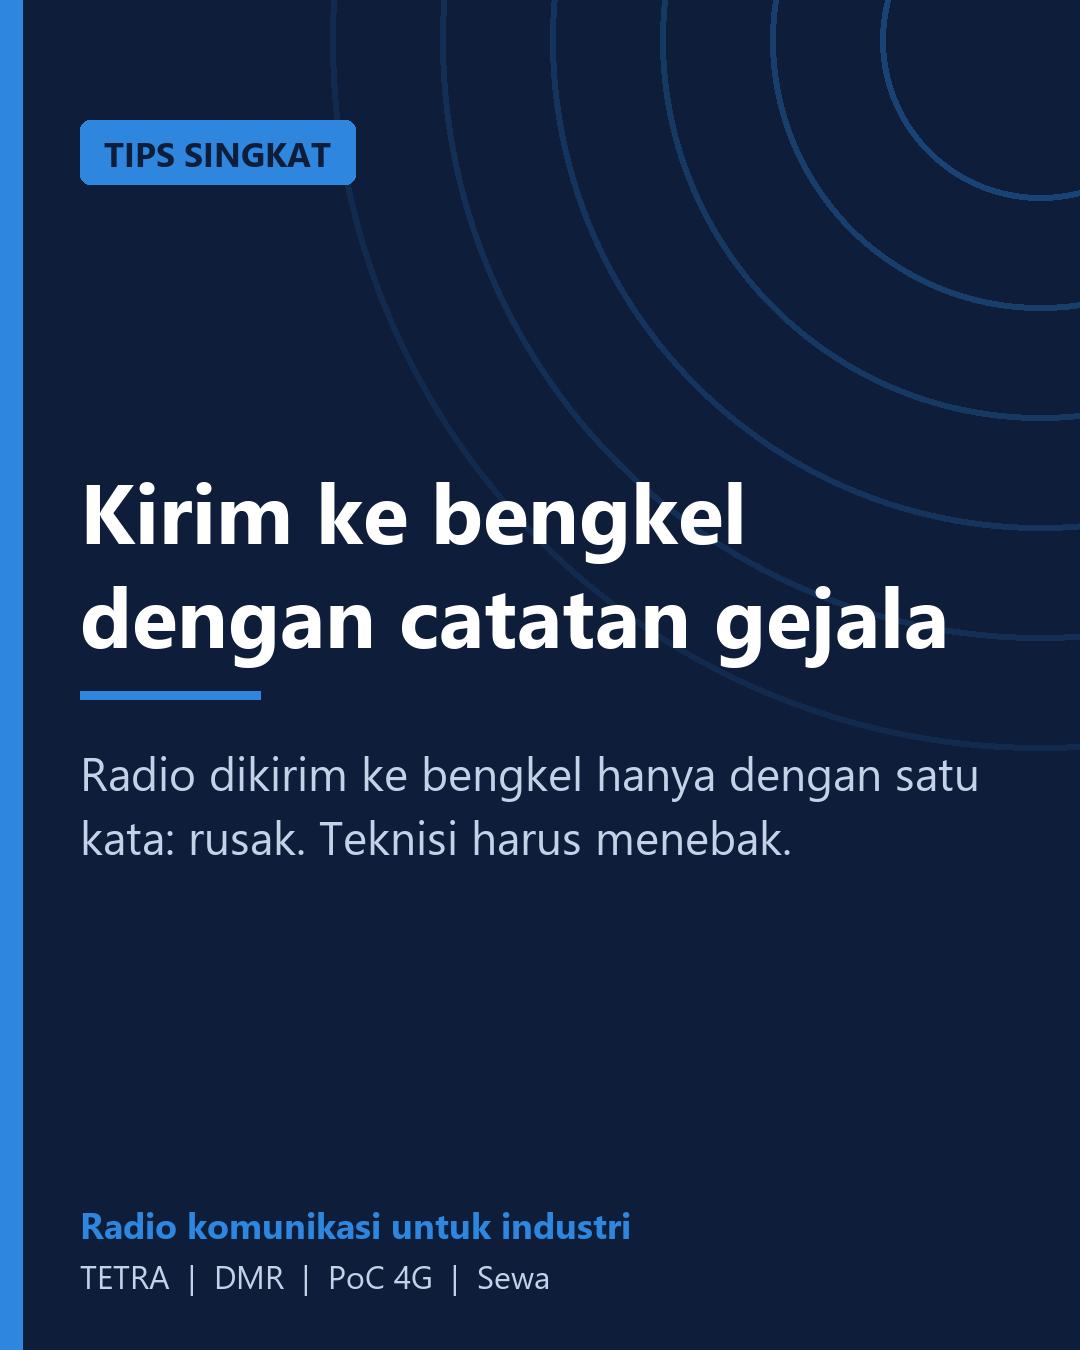 TIPS SINGKAT
Kirim ke bengkel
dengan catatan gejala
Radio dikirim ke bengkel hanya dengan satu
kata: rusak. Teknisi harus menebak.
Radio komunikasi untuk industri
TETRA | DMR | PoC 4G | Sewa